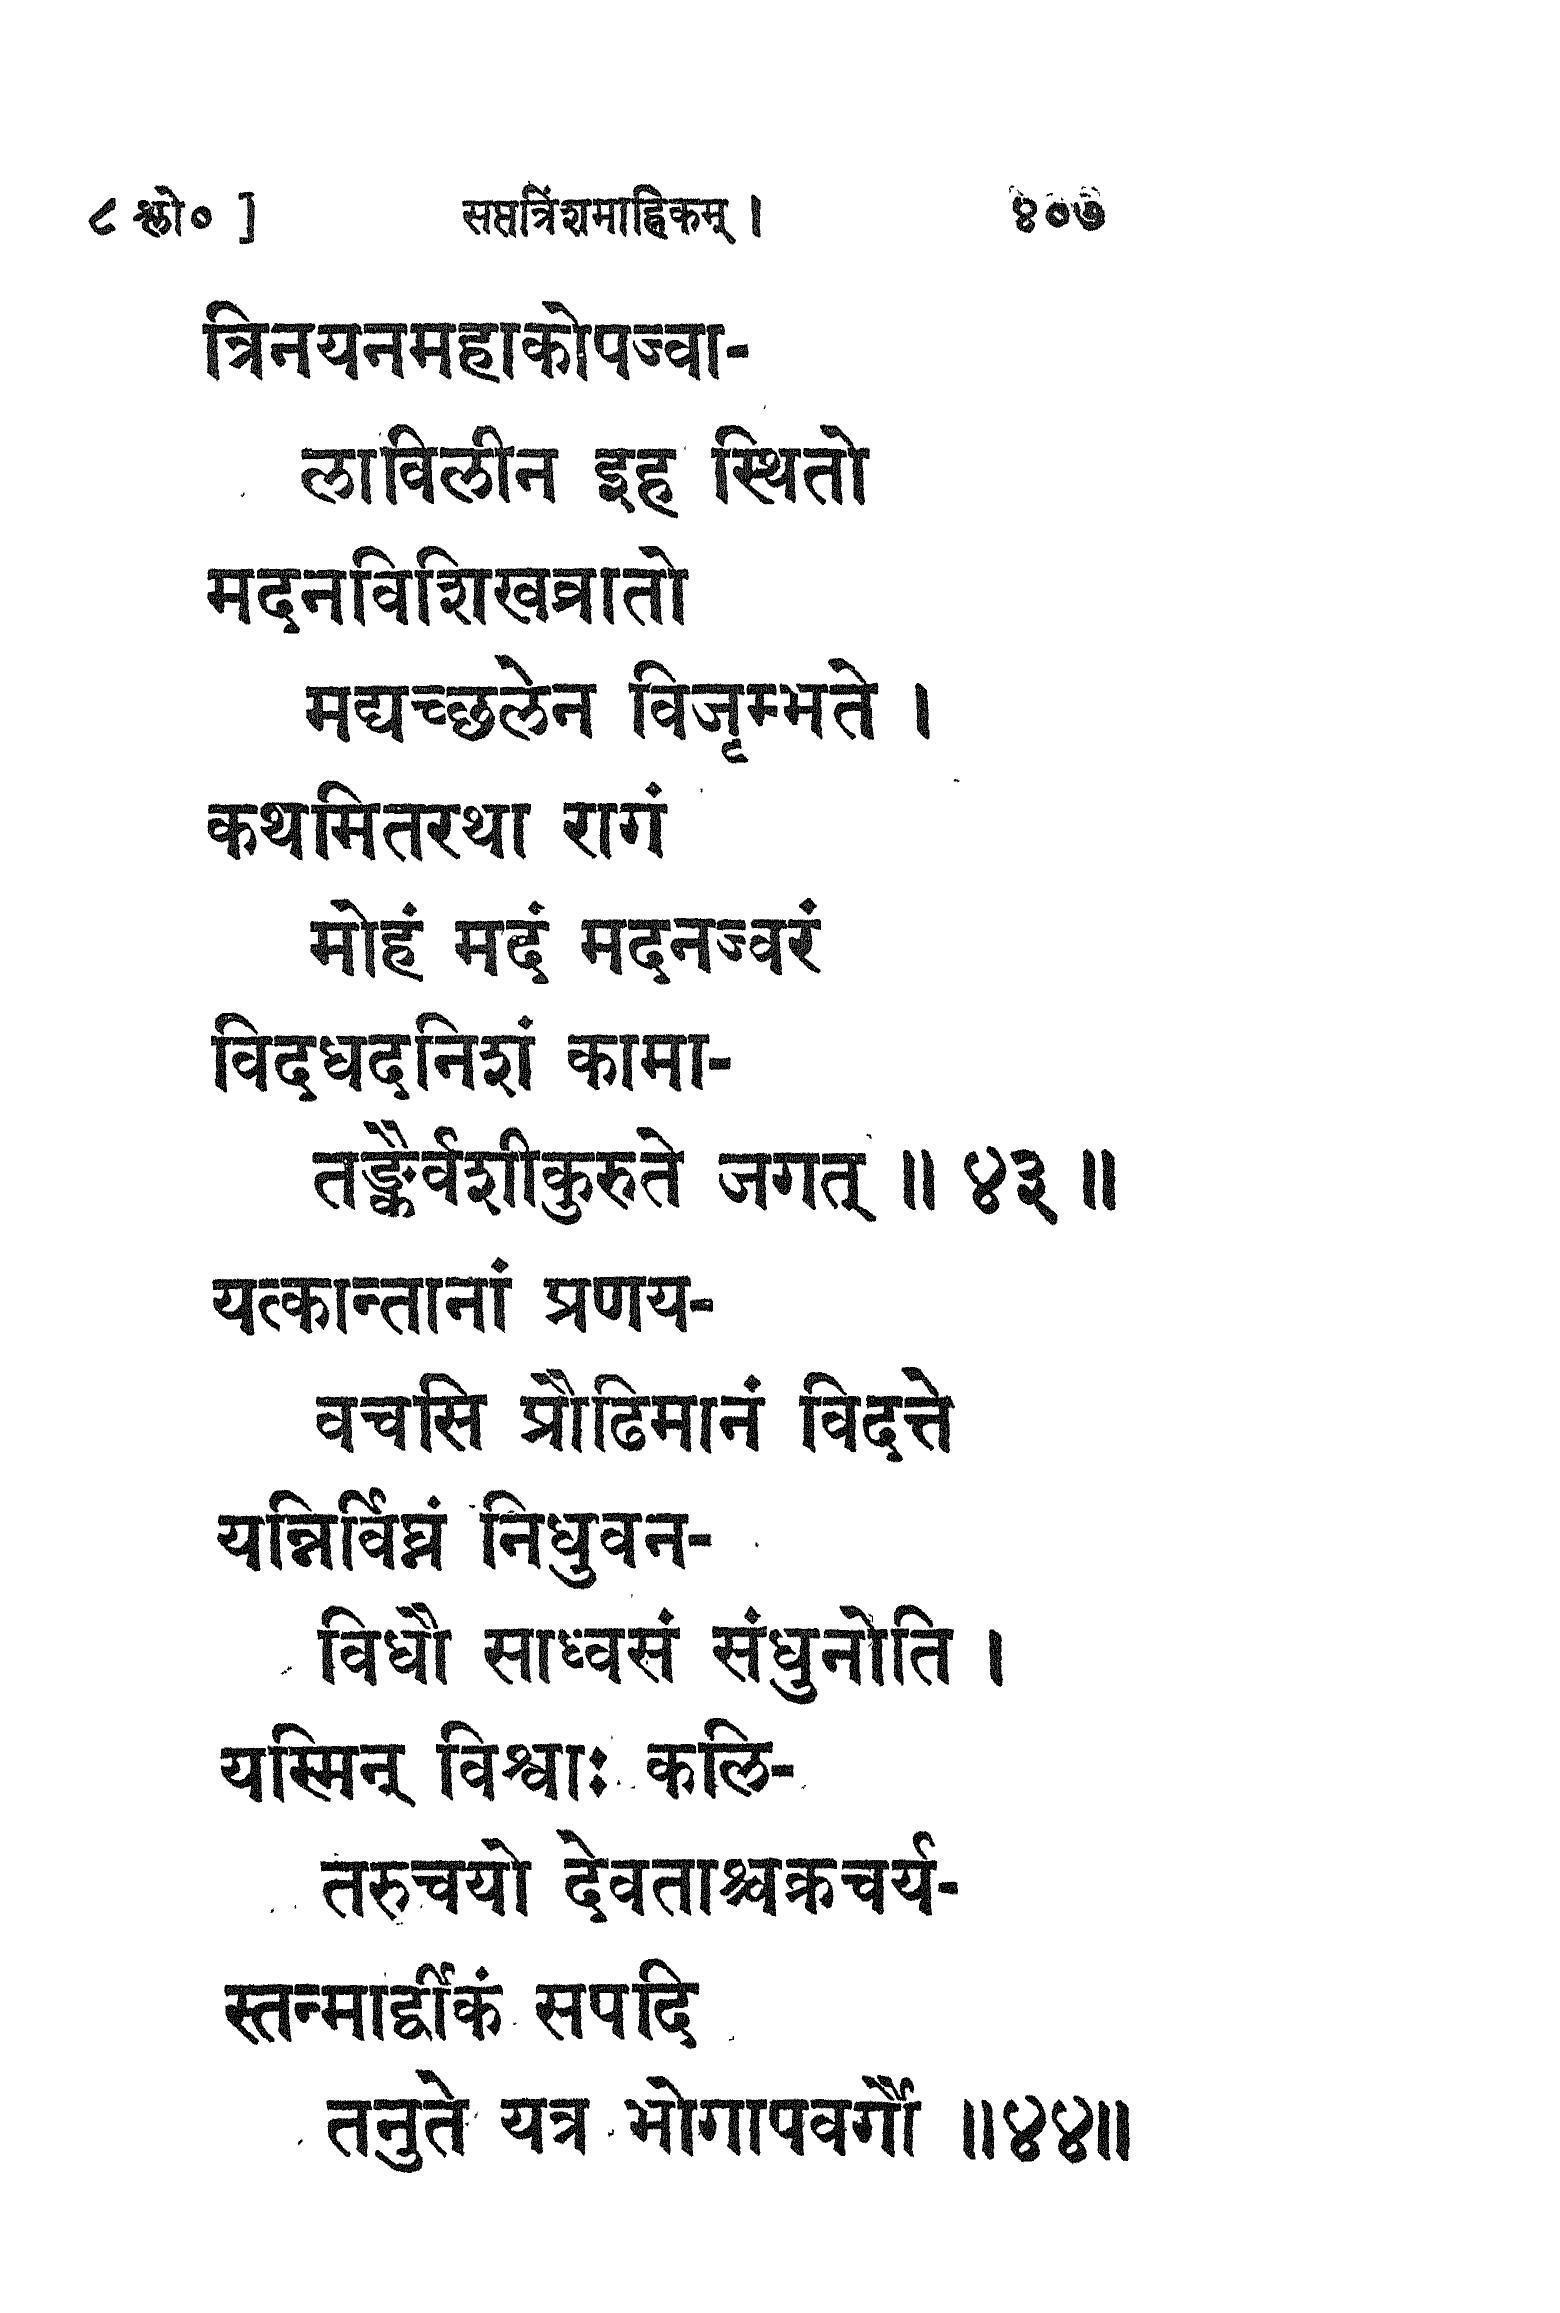 ८ श्लो० ] सप्तत्रिंशमाह्निकम् । ४०७
त्रिनयनमहाकोपज्वा-
लाविलीन इह स्थितो
मदनविशिखव्रातो
मद्यच्छलेन विजृम्भते ।
कथमितरथा रागं
मोहं मदं मदनज्वरं
विदधदनिशं कामा-
तङ्कैर्वशीकुरुते जगत् ॥ ४३ ॥
यत्कान्तानां प्रणय-
वचसि प्रौढिमानं विदत्ते
यन्निर्विघ्नं निधुवन-
विधौ साध्वसं संधुनोति ।
यस्मिन् विश्वाः कलि-
तरुचयो देवताश्चक्रचर्य-
स्तन्मार्द्वीकं सपदि
तनुते यत्र भोगापवर्गौ ॥४४॥